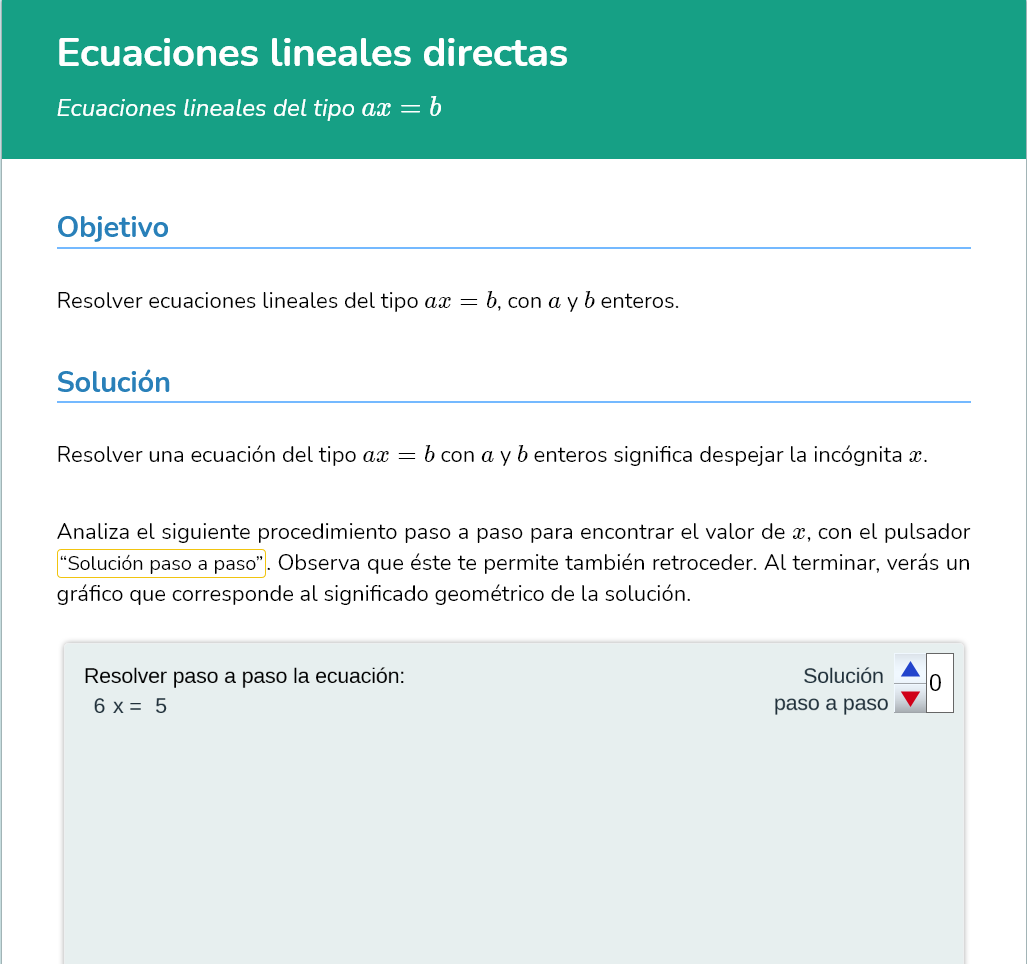 Ecuaciones lineales directas
Ecuaciones lineales del tipo ax = b
Objetivo
Resolver ecuaciones lineales del tipo ax = b, con a y b enteros.
Solución
Resolver una ecuación del tipo ax = b con a y b enteros significa despejar la incógnita x.
Analiza el siguiente procedimiento paso a paso para encontrar el valor de x, con el pulsador
“Solución paso a paso”. Observa que éste te permite también retroceder. Al terminar, verás un
gráfico que corresponde al significado geométrico de la solución.
Resolver paso a paso la ecuación:
6 x = 5
Solución
paso a paso
0